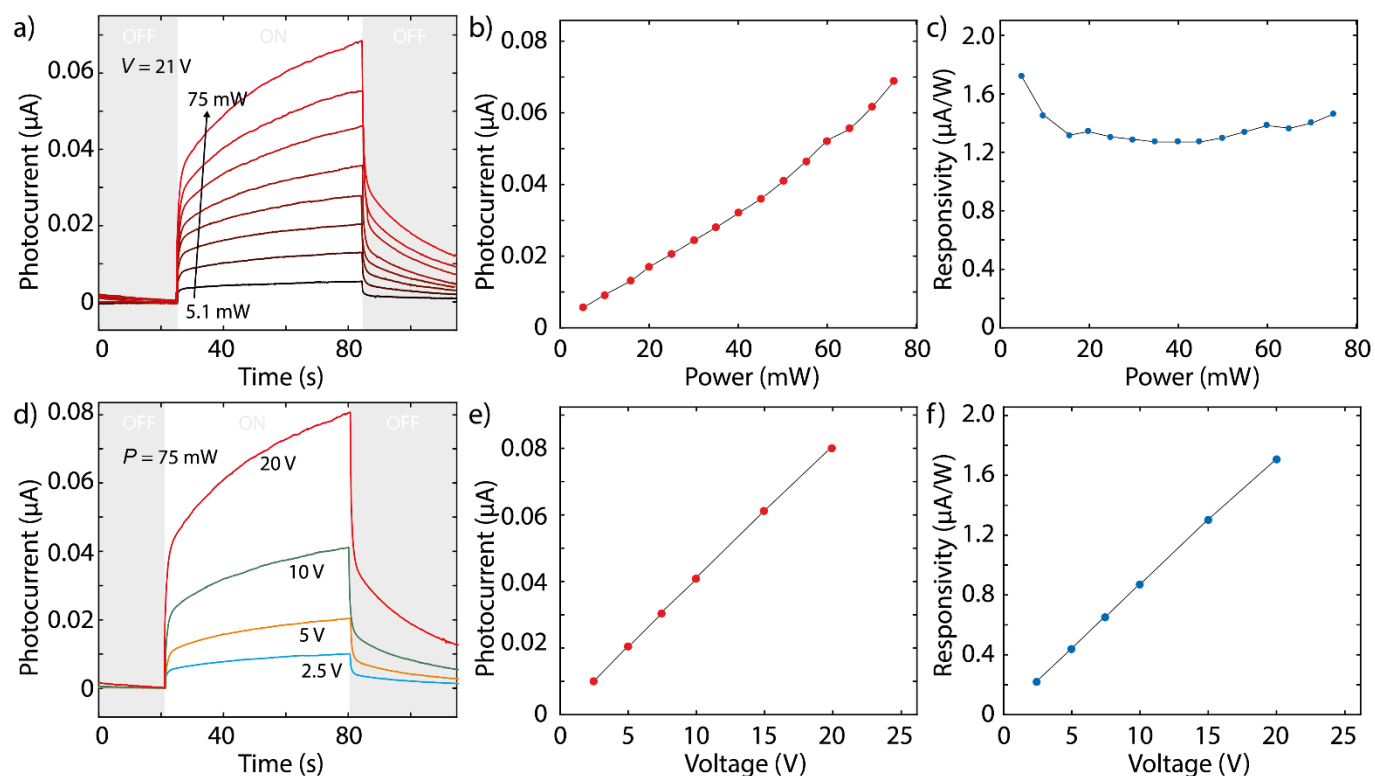 a)
OFF
ON
OFF
V = 21 V
75 mW
5.1 mW
0.06
0.04
0.02
0
Photocurrent (µA)
0
40
80
Time (s)
b)
0.08
0.06
0.04
0.02
0
Photocurrent (µA)
0
20
40
60
80
Power (mW)
c)
2.0
1.6
1.2
0.8
0.4
0
Responsivity (µA/W)
0
20
40
60
80
Power (mW)
d)
OFF
ON
OFF
P = 75 mW
20 V
10 V
5 V
2.5 V
0.08
0.06
0.04
0.02
0
Photocurrent (µA)
0
40
80
Time (s)
e)
0.08
0.06
0.04
0.02
0
Photocurrent (µA)
0
5
10
15
20
25
Voltage (V)
f)
2.0
1.6
1.2
0.8
0.4
0
Responsivity (µA/W)
0
5
10
15
20
25
Voltage (V)